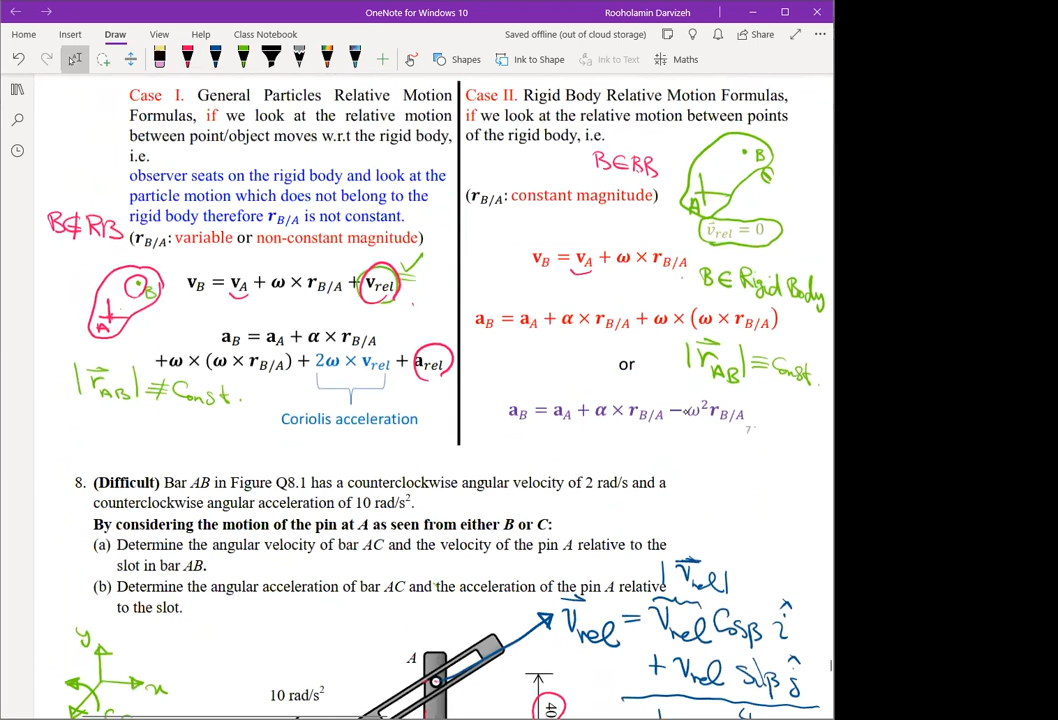 OneNote for Windows 10
Rooholamin Darvizeh
Home Insert Draw View Help Class Notebook
Saved offline (out of cloud storage)
Share
Shapes Ink to Shape Ink to Text Maths
Case I. General Particles Relative Motion
Formulas, if we look at the relative motion
between point/object moves w.r.t the rigid body,
i.e.
observer seats on the rigid body and look at the
particle motion which does not belong to the
rigid body therefore r_B/A is not constant.
B∉RB
(r_B/A: variable or non-constant magnitude)
B
A
v_B = v_A + ω × r_B/A + v_rel
a_B = a_A + α × r_B/A
+ω × (ω × r_B/A) + 2ω × v_rel + a_rel
|r⃗_AB| ≢ Const.
Coriolis acceleration
Case II. Rigid Body Relative Motion Formulas,
if we look at the relative motion between points
of the rigid body, i.e.
B∈BB
B
A
(r_B/A: constant magnitude)
v⃗_rel = 0
v_B = v_A + ω × r_B/A
B ∈ Rigid Body
a_B = a_A + α × r_B/A + ω × (ω × r_B/A)
or
|r⃗_AB| ≡ Const.
a_B = a_A + α × r_B/A − ω²r_B/A
7
8. (Difficult) Bar AB in Figure Q8.1 has a counterclockwise angular velocity of 2 rad/s and a
counterclockwise angular acceleration of 10 rad/s².
By considering the motion of the pin at A as seen from either B or C:
(a) Determine the angular velocity of bar AC and the velocity of the pin A relative to the
slot in bar AB.
(b) Determine the angular acceleration of bar AC and the acceleration of the pin A relative
to the slot.
|v⃗_rel|
v⃗_rel = v_rel Cosβ î
+ v_rel sinβ ĵ
y
x
A
10 rad/s²
40